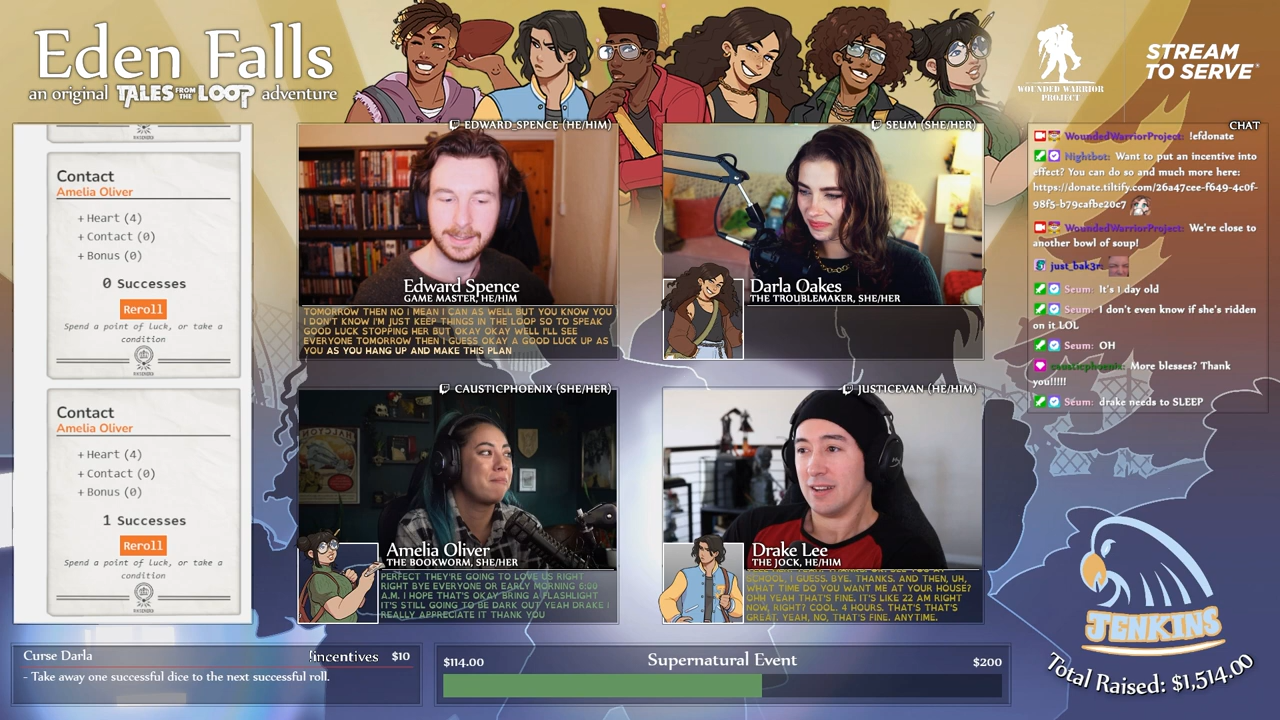 Eden Falls
an original TALES FROM THE LOOP adventure
WOUNDED WARRIOR
PROJECT
STREAM
TO SERVE
Contact
Amelia Oliver
+ Heart (4)
+ Contact (0)
+ Bonus (0)
0 Successes
Reroll
Spend a point of luck, or take a
condition
Contact
Amelia Oliver
+ Heart (4)
+ Contact (0)
+ Bonus (0)
1 Successes
Reroll
Spend a point of luck, or take a
condition
EDWARD_SPENCE (HE/HIM)
Edward Spence
GAME MASTER, HE/HIM
TOMORROW THEN NO I MEAN I CAN AS WELL BUT YOU KNOW YOU
I DON'T KNOW I'M JUST KEEP THINGS IN THE LOOP SO TO SPEAK
GOOD LUCK STOPPING HER BUT OKAY OKAY WELL I'LL SEE
EVERYONE TOMORROW THEN I GUESS OKAY A GOOD LUCK UP AS
YOU AS YOU HANG UP AND MAKE THIS PLAN
SEUM (SHE/HER)
Darla Oakes
THE TROUBLEMAKER, SHE/HER
CAUSTICPHOENIX (SHE/HER)
Amelia Oliver
THE BOOKWORM, SHE/HER
PERFECT THEY'RE GOING TO LOVE US RIGHT
RIGHT BYE EVERYONE OR EARLY MORNING 6:00
A.M. I HOPE THAT'S OKAY BRING A FLASHLIGHT
IT'S STILL GOING TO BE DARK OUT YEAH DRAKE I
REALLY APPRECIATE IT THANK YOU
JUSTICEVAN (HE/HIM)
Drake Lee
THE JOCK, HE/HIM
SCHOOL, I GUESS. BYE. THANKS. AND THEN, UH,
WHAT TIME DO YOU WANT ME AT YOUR HOUSE?
OHH YEAH THAT'S FINE. IT'S LIKE 22 AM RIGHT
NOW, RIGHT? COOL. 4 HOURS. THAT'S THAT'S
GREAT. YEAH, NO, THAT'S FINE. ANYTIME.
CHAT
WoundedWarriorProject: !efdonate
Nightbot: Want to put an incentive into
effect? You can do so and much more here:
https://donate.tiltify.com/26a47cee-f649-4c0f-
98f5-b79cafbe20c7
WoundedWarriorProject: We're close to
another bowl of soup!
just_bak3r:
Seum: It's 1 day old
Seum: I don't even know if she's ridden
on it LOL
Seum: OH
causticphoenix: More blesses? Thank
you!!!!!
Seum: drake needs to SLEEP
JENKINS
Total Raised: $1,514.00
Curse Darla
!incentives $10
- Take away one successful dice to the next successful roll.
$114.00
Supernatural Event
$200